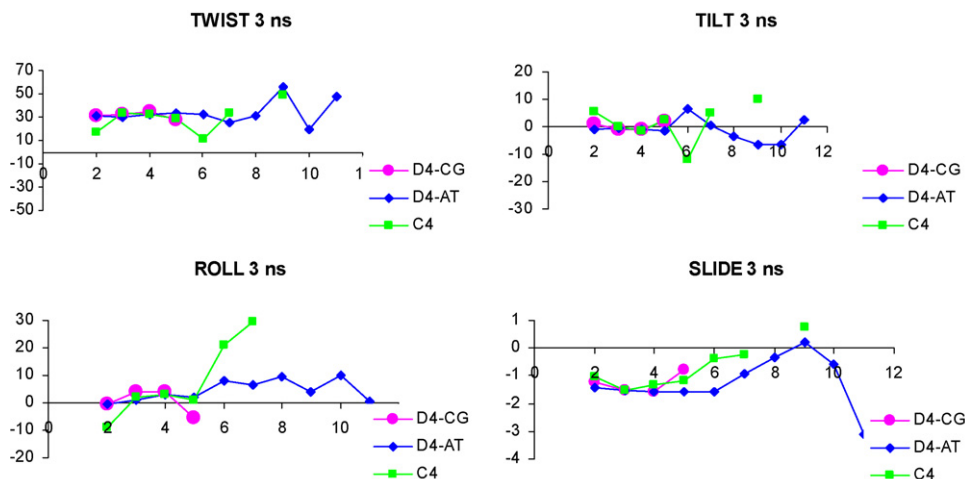 TWIST 3 ns
70
50
30
10
-10
-30
-50
2 4 6 8 10 1
D4-CG
D4-AT
C4
TILT 3 ns
20
10
0
-10
-20
-30
0 2 4 6 8 10 12
D4-CG
D4-AT
C4
ROLL 3 ns
30
20
10
0
-10
-20
2 4 6 8 10
D4-CG
D4-AT
C4
SLIDE 3 ns
1
0
-1
-2
-3
-4
0 2 4 6 8 10 12
D4-CG
D4-AT
C4